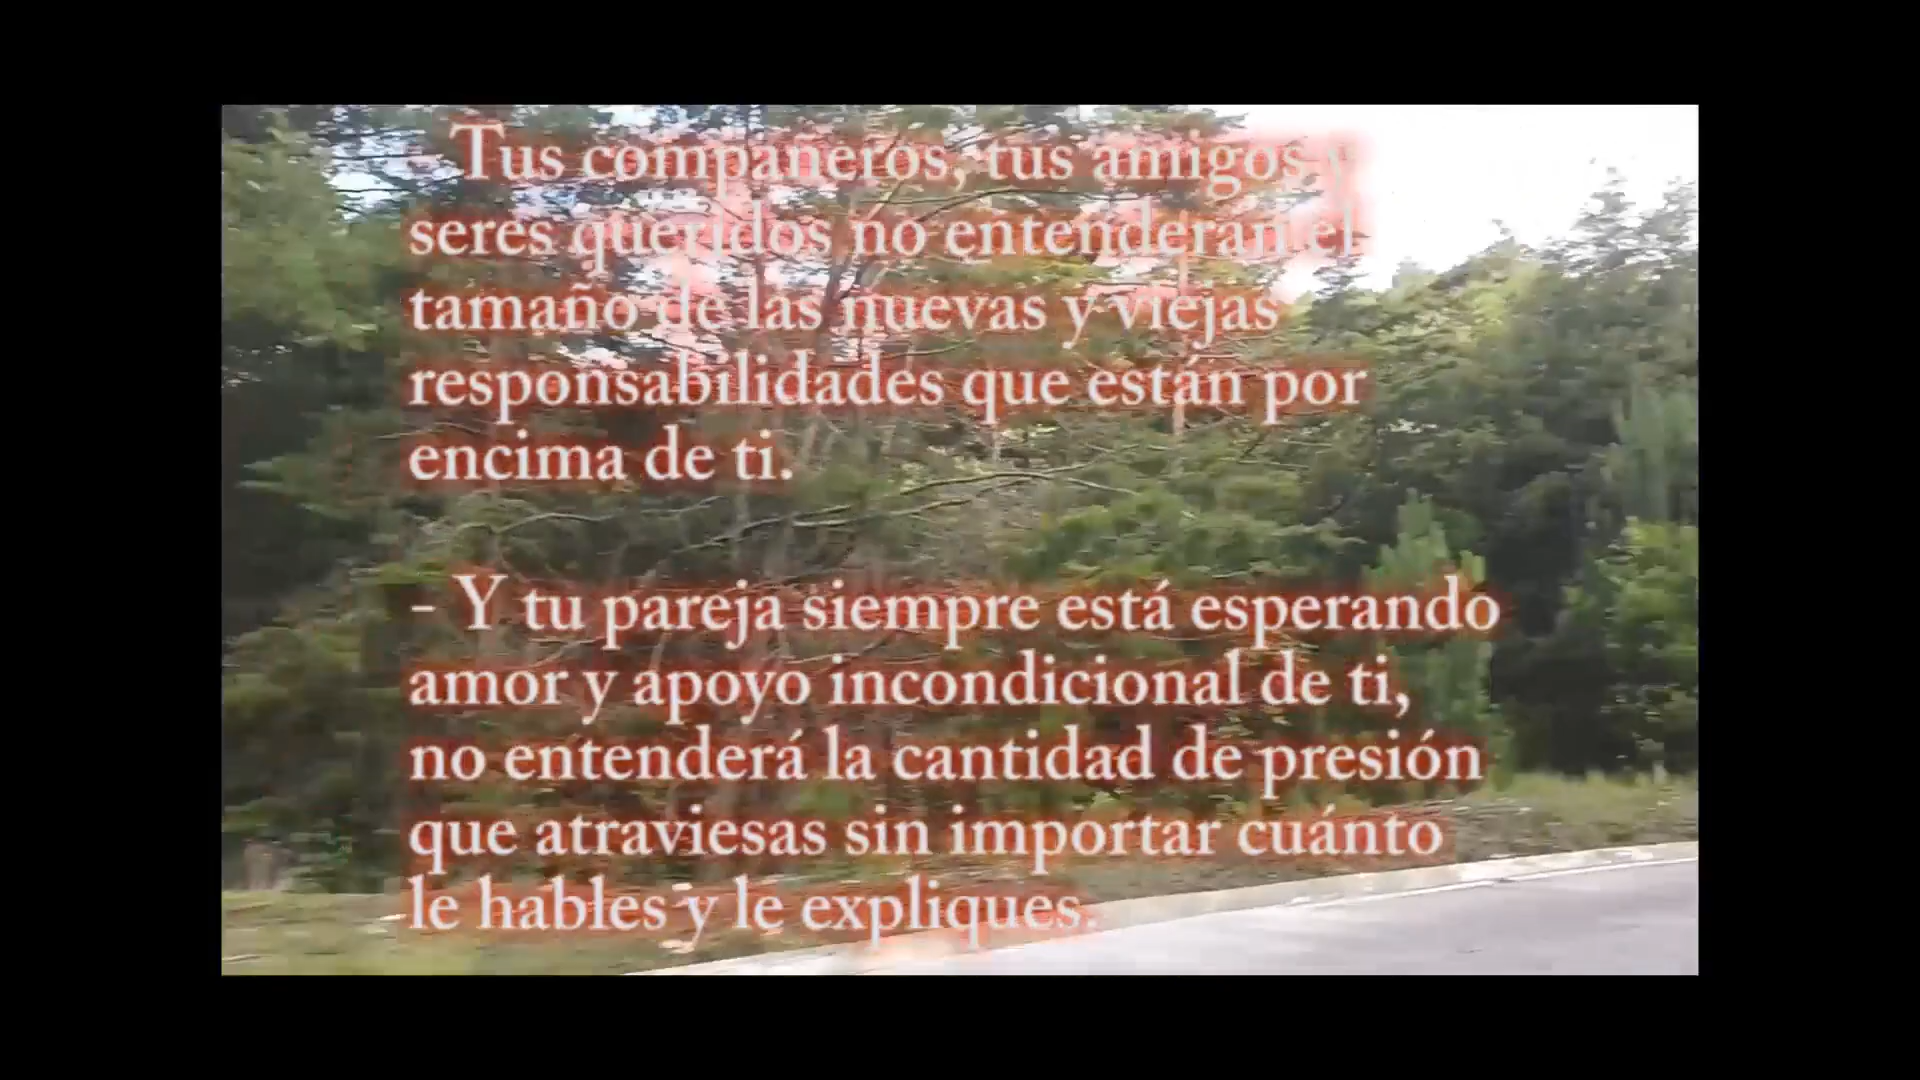 - Tus compañeros, tus amigos y
seres queridos no entenderán el
tamaño de las nuevas y viejas
responsabilidades que están por
encima de ti.
- Y tu pareja siempre está esperando
amor y apoyo incondicional de ti,
no entenderá la cantidad de presión
que atraviesas sin importar cuánto
le hables y le expliques.